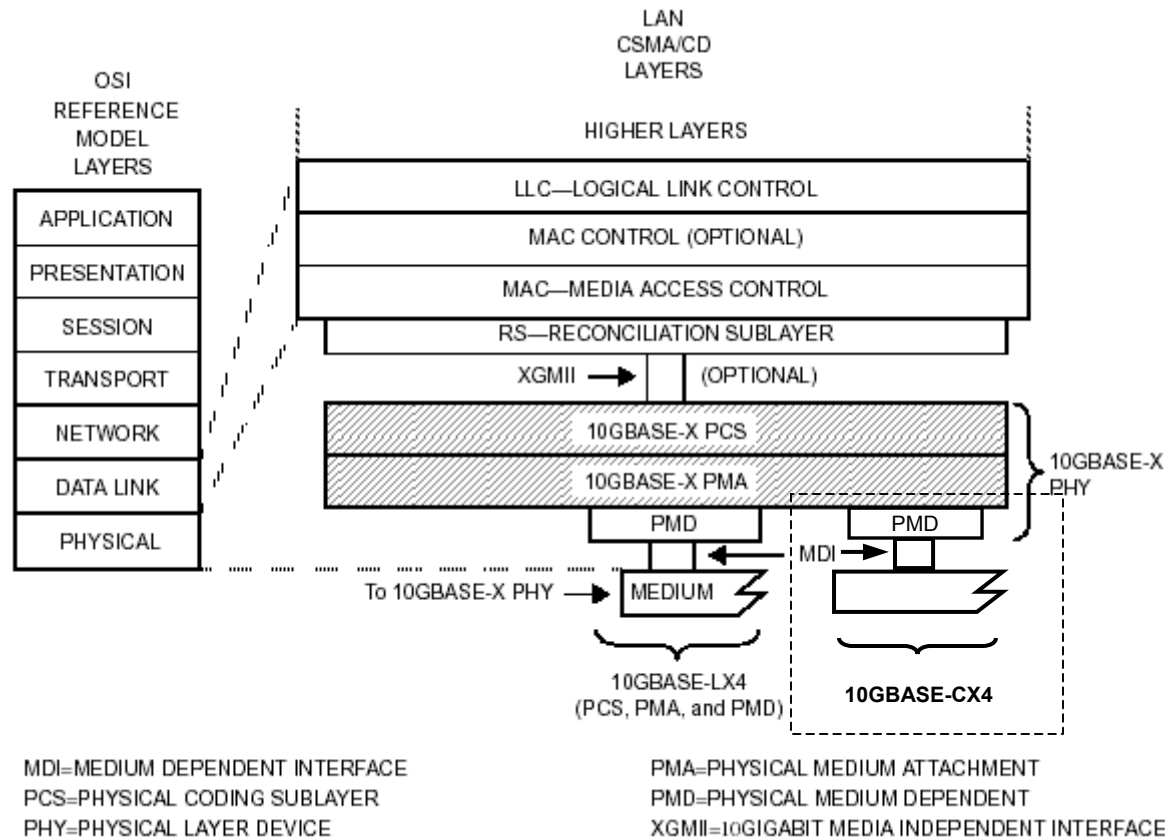 LAN
CSMA/CD
LAYERS
OSI
REFERENCE
MODEL
LAYERS
HIGHER LAYERS
LLC—LOGICAL LINK CONTROL
MAC CONTROL (OPTIONAL)
MAC—MEDIA ACCESS CONTROL
RS—RECONCILIATION SUBLAYER
APPLICATION
PRESENTATION
SESSION
TRANSPORT
NETWORK
DATA LINK
PHYSICAL
XGMII
(OPTIONAL)
10GBASE-X PCS
10GBASE-X PMA
10GBASE-X
PHY
PMD
PMD
MDI
To 10GBASE-X PHY
MEDIUM
10GBASE-LX4
(PCS, PMA, and PMD)
10GBASE-CX4
MDI=MEDIUM DEPENDENT INTERFACE
PCS=PHYSICAL CODING SUBLAYER
PHY=PHYSICAL LAYER DEVICE
PMA=PHYSICAL MEDIUM ATTACHMENT
PMD=PHYSICAL MEDIUM DEPENDENT
XGMII=10GIGABIT MEDIA INDEPENDENT INTERFACE